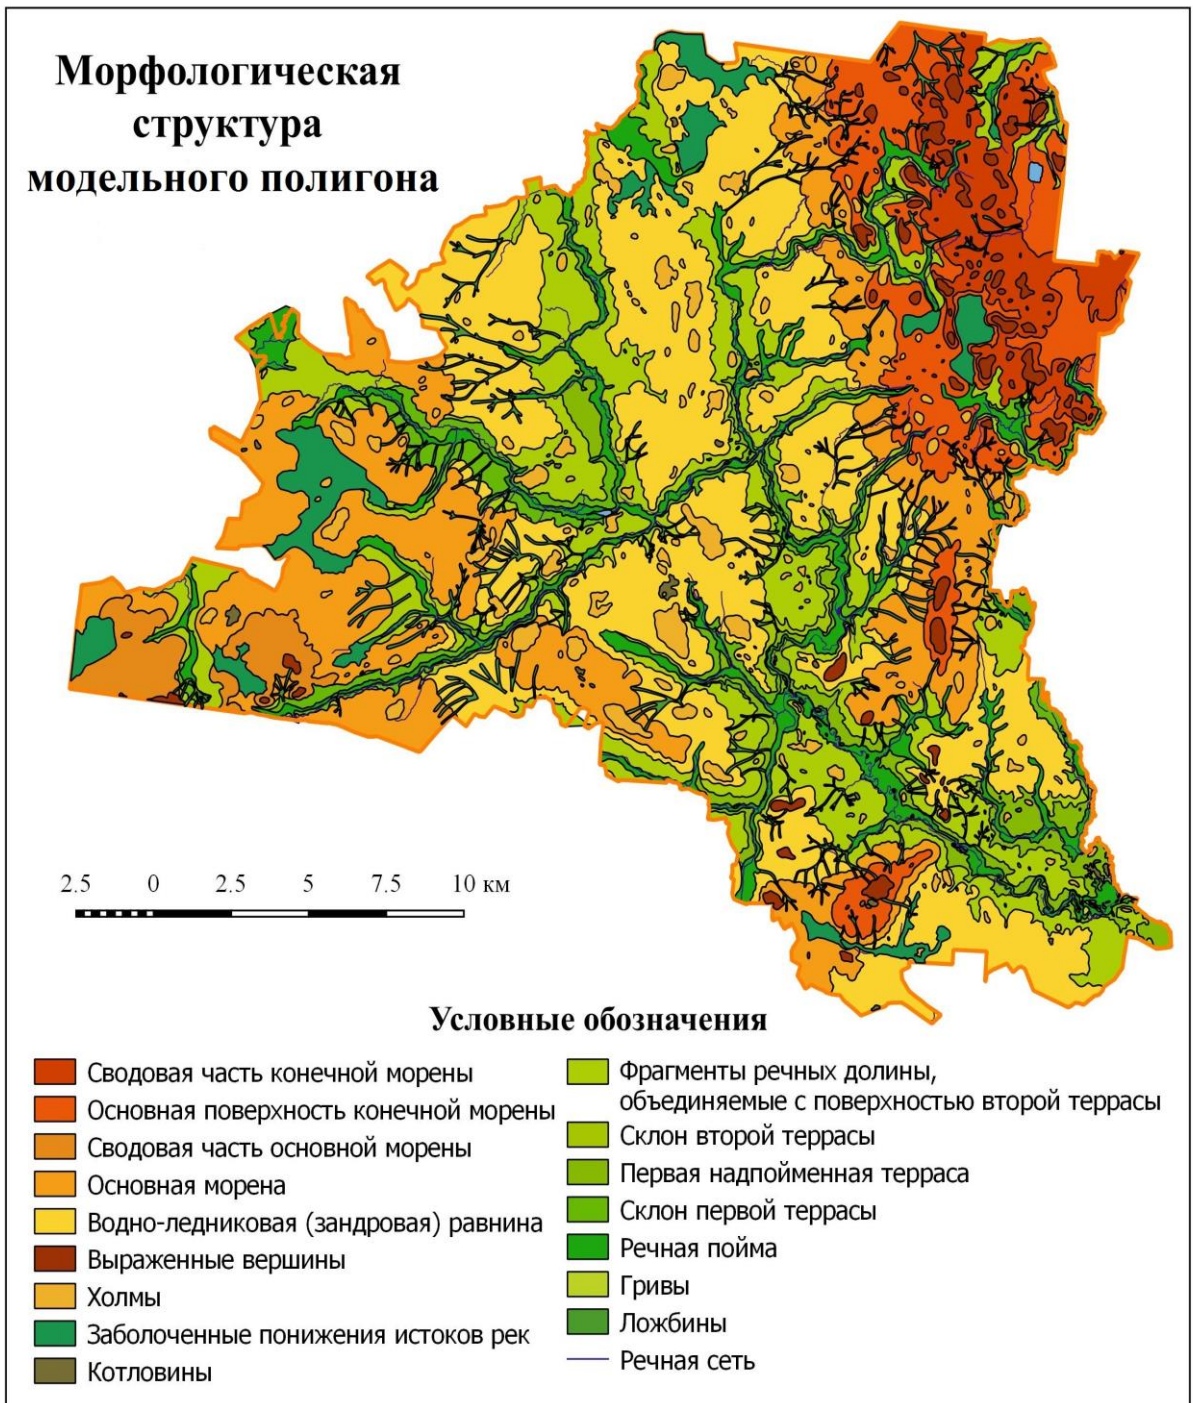 Морфологическая
структура
модельного полигона
2.5 0 2.5 5 7.5 10 км
Условные обозначения
Сводовая часть конечной морены
Основная поверхность конечной морены
Сводовая часть основной морены
Основная морена
Водно-ледниковая (зандровая) равнина
Выраженные вершины
Холмы
Заболоченные понижения истоков рек
Котловины
Фрагменты речных долины,
объединяемые с поверхностью второй террасы
Склон второй террасы
Первая надпойменная терраса
Склон первой террасы
Речная пойма
Гривы
Ложбины
Речная сеть